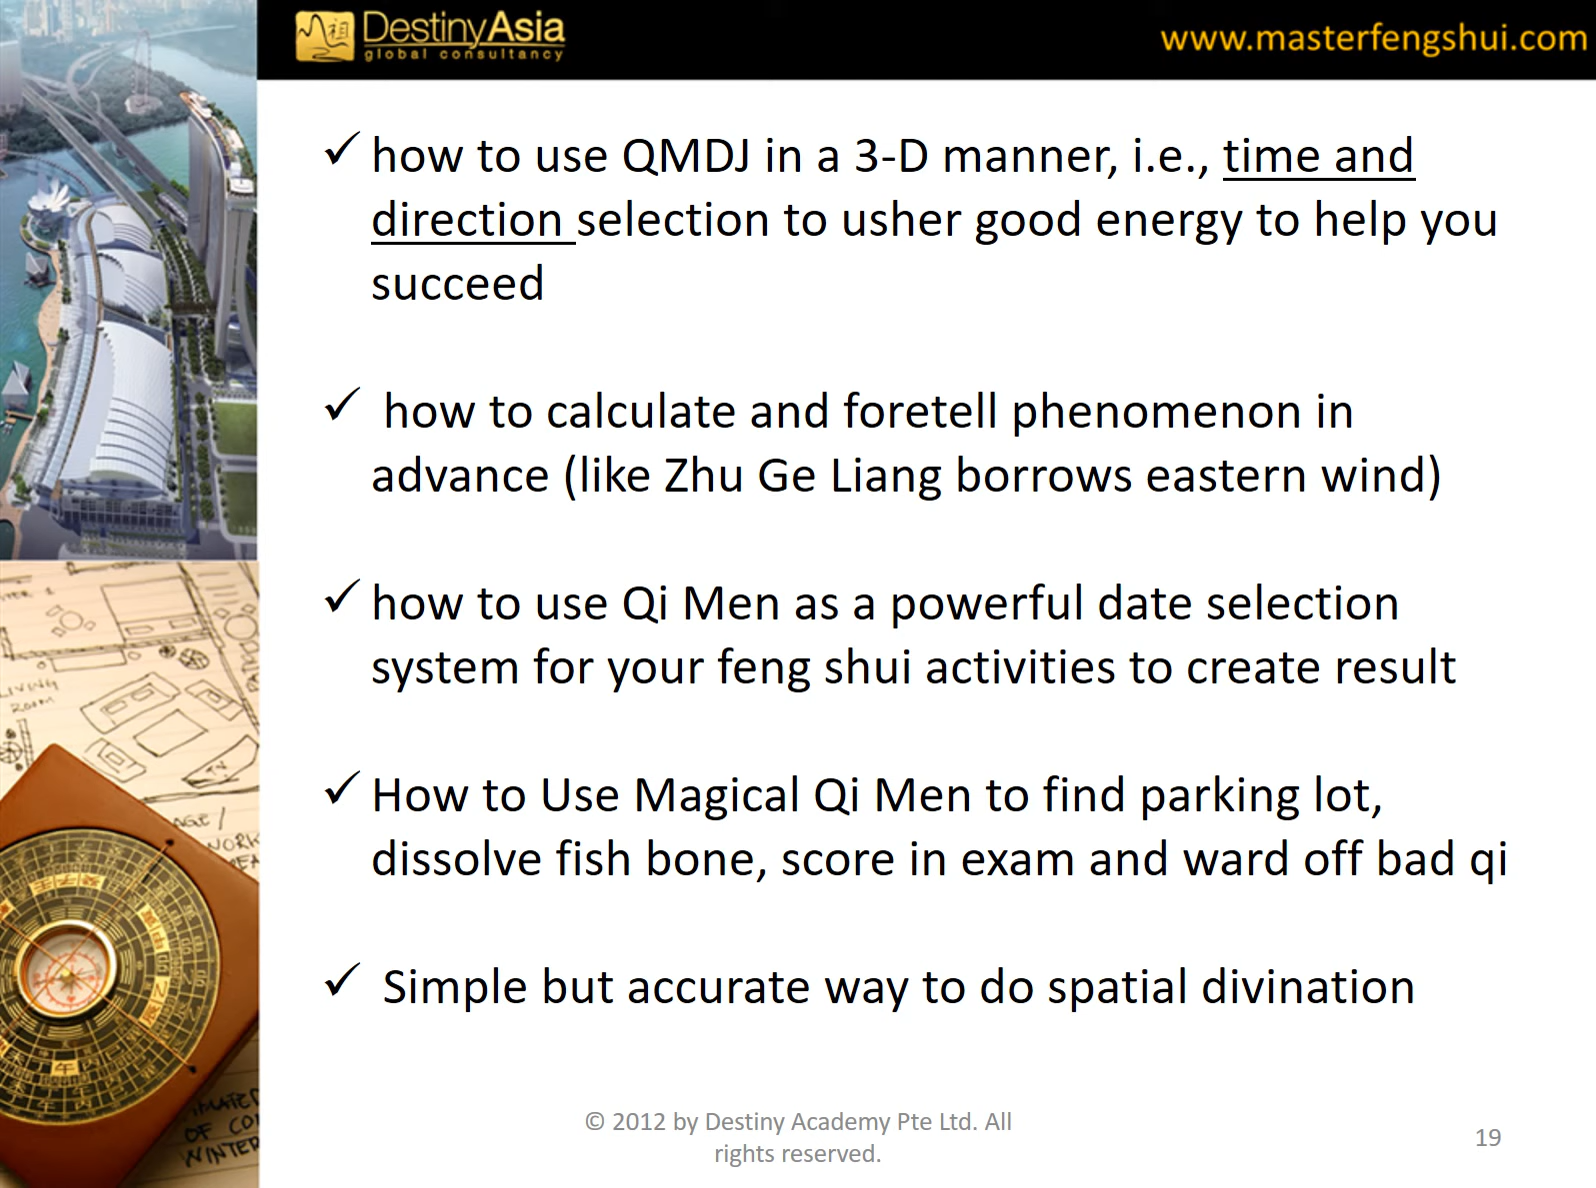 DestinyAsia
global consultancy
www.masterfengshui.com
✓ how to use QMDJ in a 3-D manner, i.e., time and
direction selection to usher good energy to help you
succeed
✓ how to calculate and foretell phenomenon in
advance (like Zhu Ge Liang borrows eastern wind)
✓ how to use Qi Men as a powerful date selection
system for your feng shui activities to create result
✓ How to Use Magical Qi Men to find parking lot,
dissolve fish bone, score in exam and ward off bad qi
✓ Simple but accurate way to do spatial divination
LIVING
ROOM
OF
WINTER
© 2012 by Destiny Academy Pte Ltd. All
rights reserved.
19